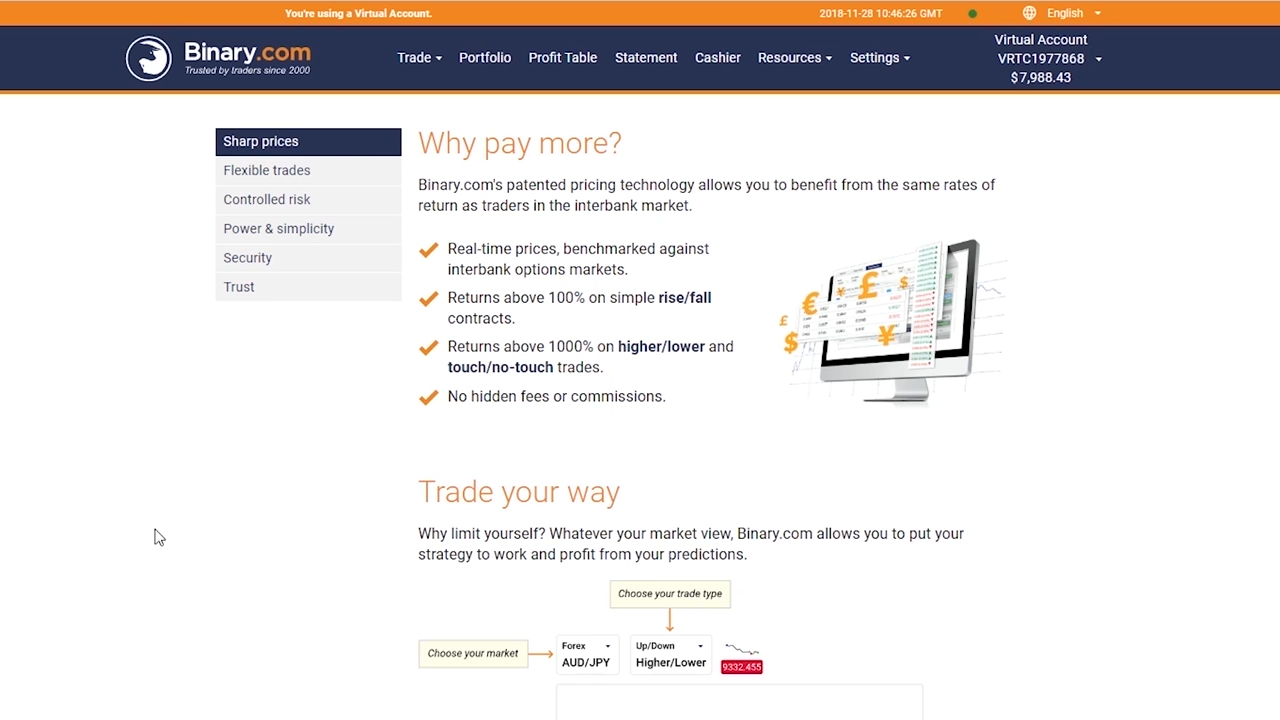 You're using a Virtual Account.
2018-11-28 10:46:26 GMT
English
Binary.com
Trusted by traders since 2000
Trade
Portfolio
Profit Table
Statement
Cashier
Resources
Settings
Virtual Account
VRTC1977868
$7,988.43
Sharp prices
Flexible trades
Controlled risk
Power & simplicity
Security
Trust
Why pay more?
Binary.com's patented pricing technology allows you to benefit from the same rates of
return as traders in the interbank market.
Real-time prices, benchmarked against
interbank options markets.
Returns above 100% on simple rise/fall
contracts.
Returns above 1000% on higher/lower and
touch/no-touch trades.
No hidden fees or commissions.
£ $ € ¥ £ $ ¥
Trade your way
Why limit yourself? Whatever your market view, Binary.com allows you to put your
strategy to work and profit from your predictions.
Choose your trade type
Choose your market
Forex
AUD/JPY
Up/Down
Higher/Lower
9332.455